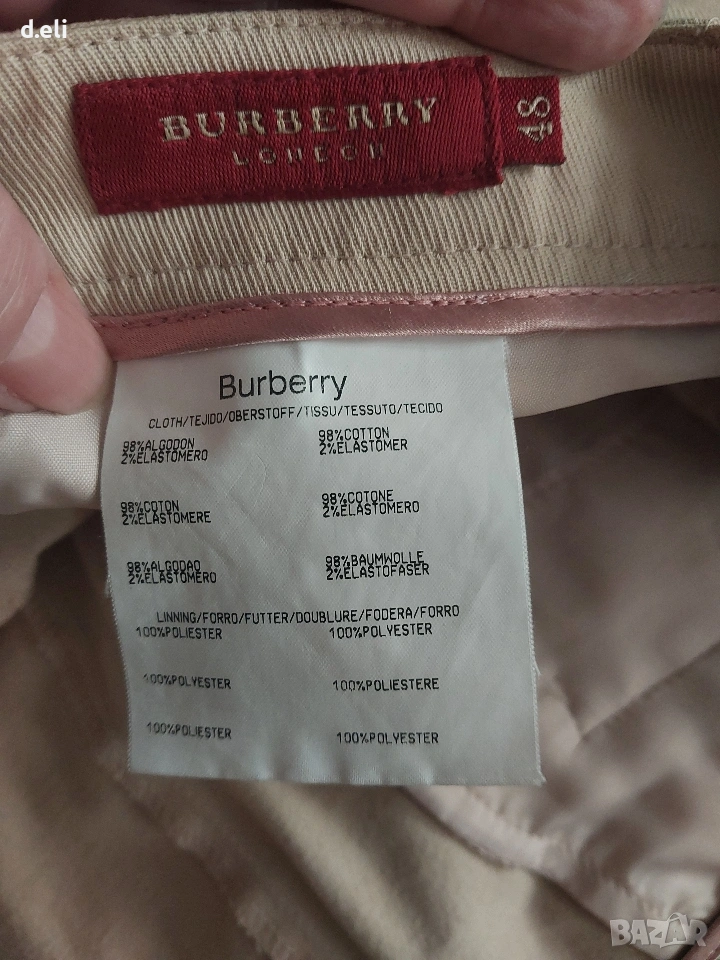 d.eli
BURBERRY
LONDON
48
Burberry
CLOTH/TEJIDO/OBERSTOFF/TISSU/TESSUTO/TECIDO
98%ALGODON 98%COTTON
2%ELASTOMERO 2%ELASTOMER
98%COTON 98%COTONE
2%ELASTOMERE 2%ELASTOMERO
98%ALGODAO 98%BAUMWOLLE
2%ELASTOMERO 2%ELASTOFASER
LINNING/FORRO/FUTTER/DOUBLURE/FODERA/FORRO
100%POLIESTER 100%POLYESTER
100%POLYESTER 100%POLIESTERE
100%POLIESTER 100%POLYESTER
BAZAR